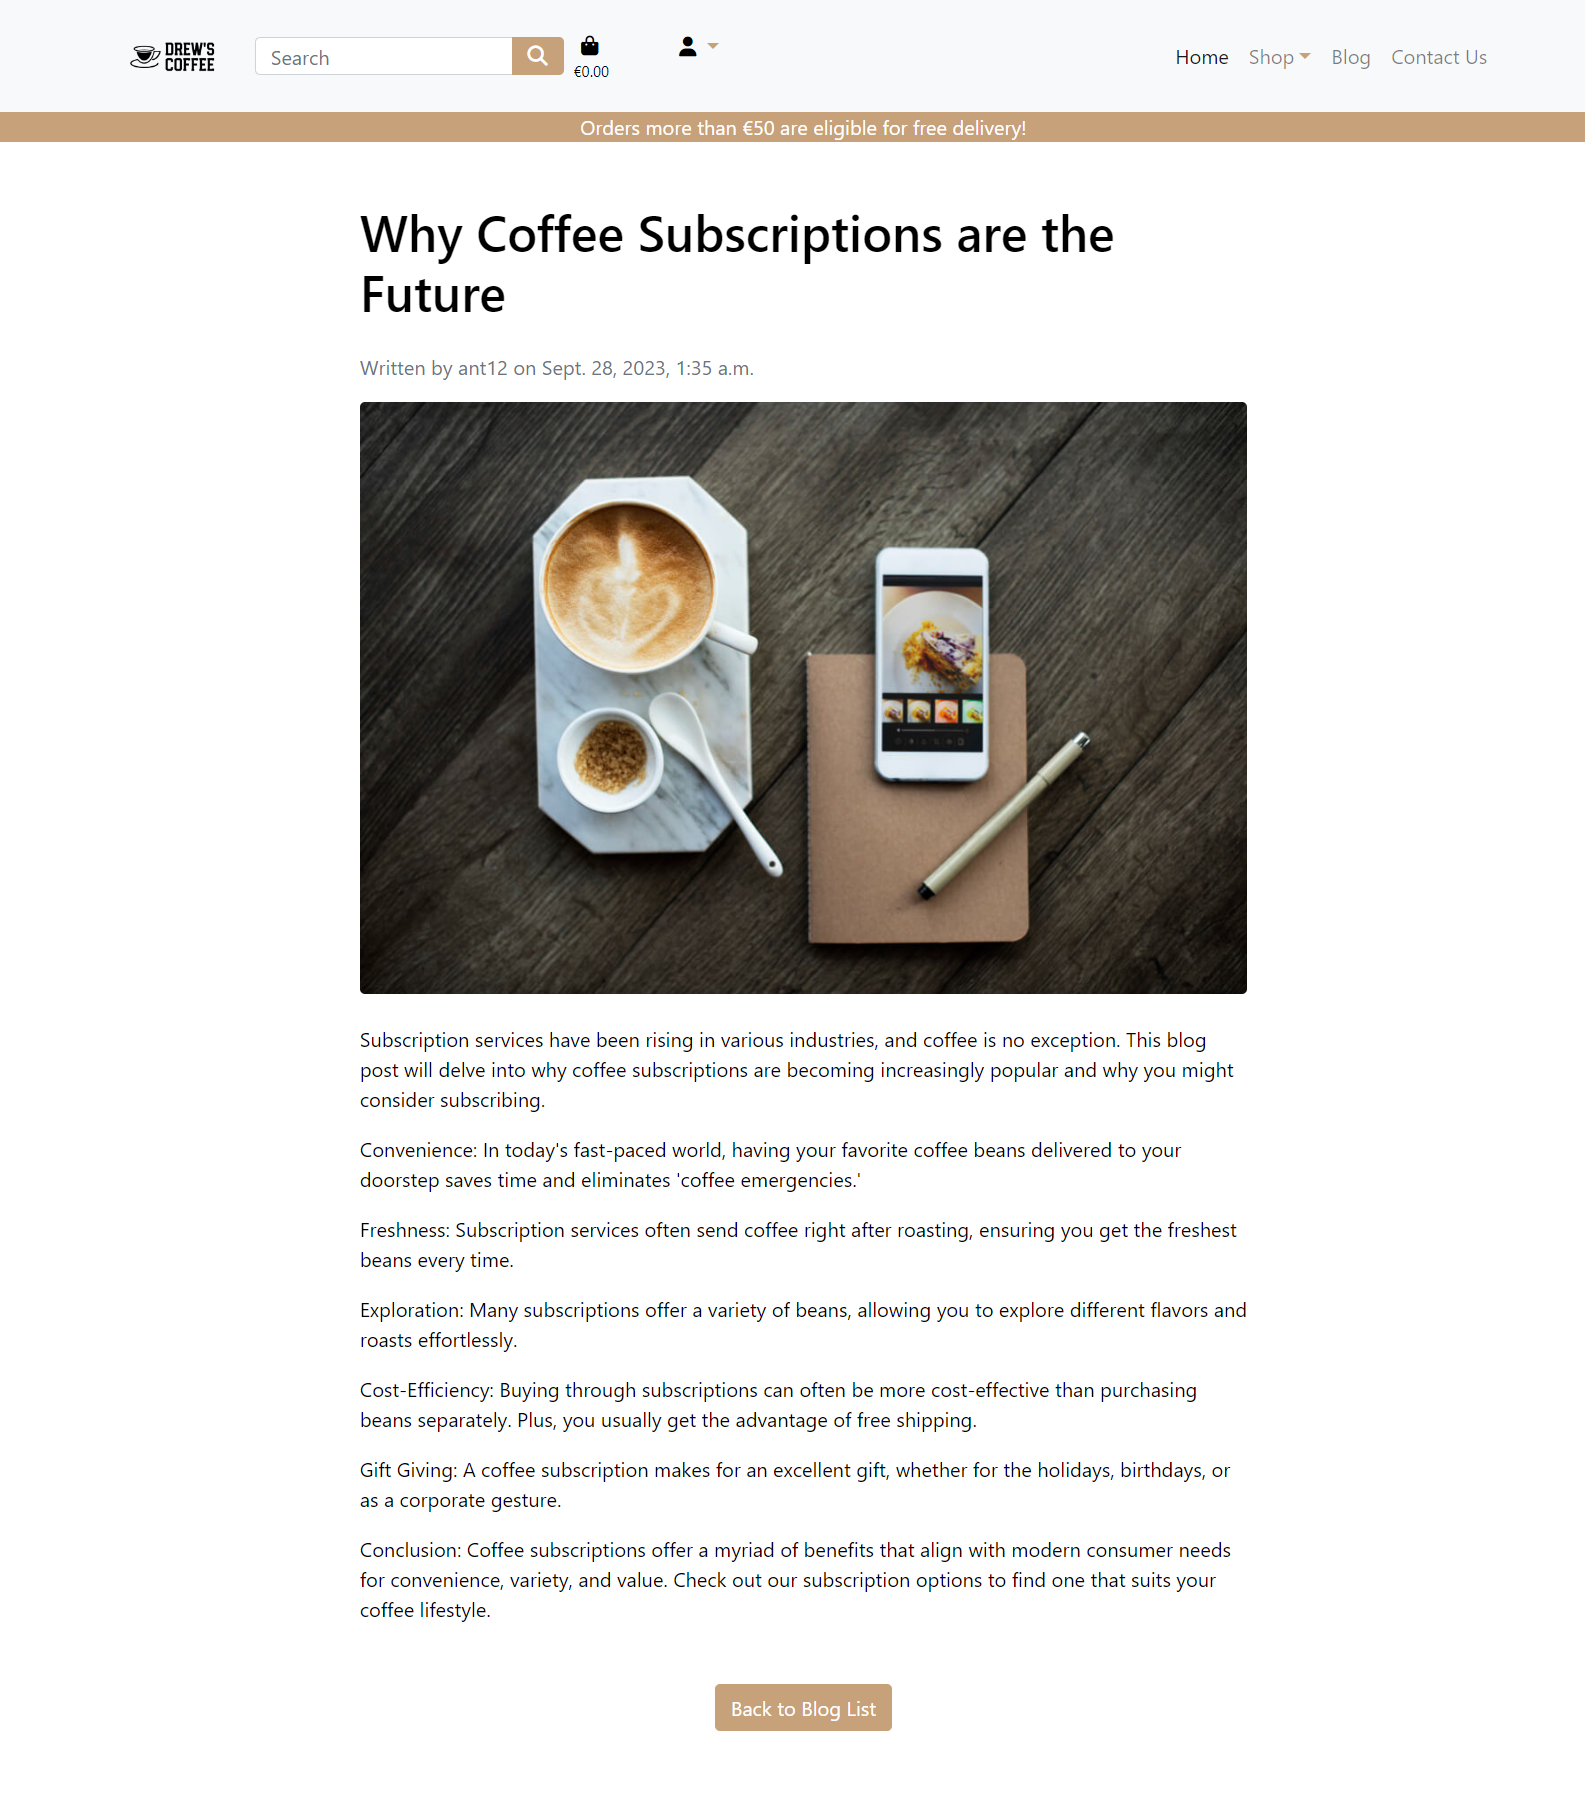 DREW'S
COFFEE
Search
€0.00
Home Shop Blog Contact Us
Orders more than €50 are eligible for free delivery!
Why Coffee Subscriptions are the
Future
Written by ant12 on Sept. 28, 2023, 1:35 a.m.
Subscription services have been rising in various industries, and coffee is no exception. This blog
post will delve into why coffee subscriptions are becoming increasingly popular and why you might
consider subscribing.
Convenience: In today's fast-paced world, having your favorite coffee beans delivered to your
doorstep saves time and eliminates 'coffee emergencies.'
Freshness: Subscription services often send coffee right after roasting, ensuring you get the freshest
beans every time.
Exploration: Many subscriptions offer a variety of beans, allowing you to explore different flavors and
roasts effortlessly.
Cost-Efficiency: Buying through subscriptions can often be more cost-effective than purchasing
beans separately. Plus, you usually get the advantage of free shipping.
Gift Giving: A coffee subscription makes for an excellent gift, whether for the holidays, birthdays, or
as a corporate gesture.
Conclusion: Coffee subscriptions offer a myriad of benefits that align with modern consumer needs
for convenience, variety, and value. Check out our subscription options to find one that suits your
coffee lifestyle.
Back to Blog List